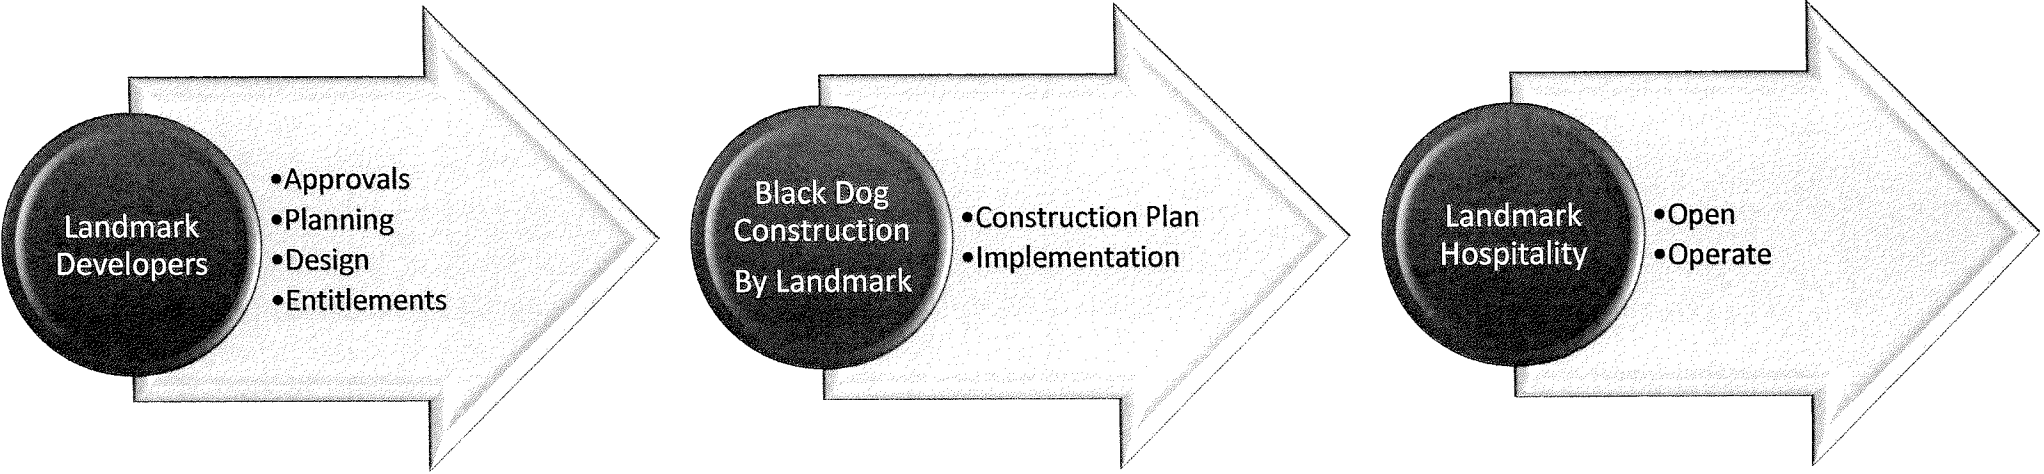 Landmark
Developers
•Approvals
•Planning
•Design
•Entitlements
Black Dog
Construction
By Landmark
•Construction Plan
•Implementation
Landmark
Hospitality
•Open
•Operate